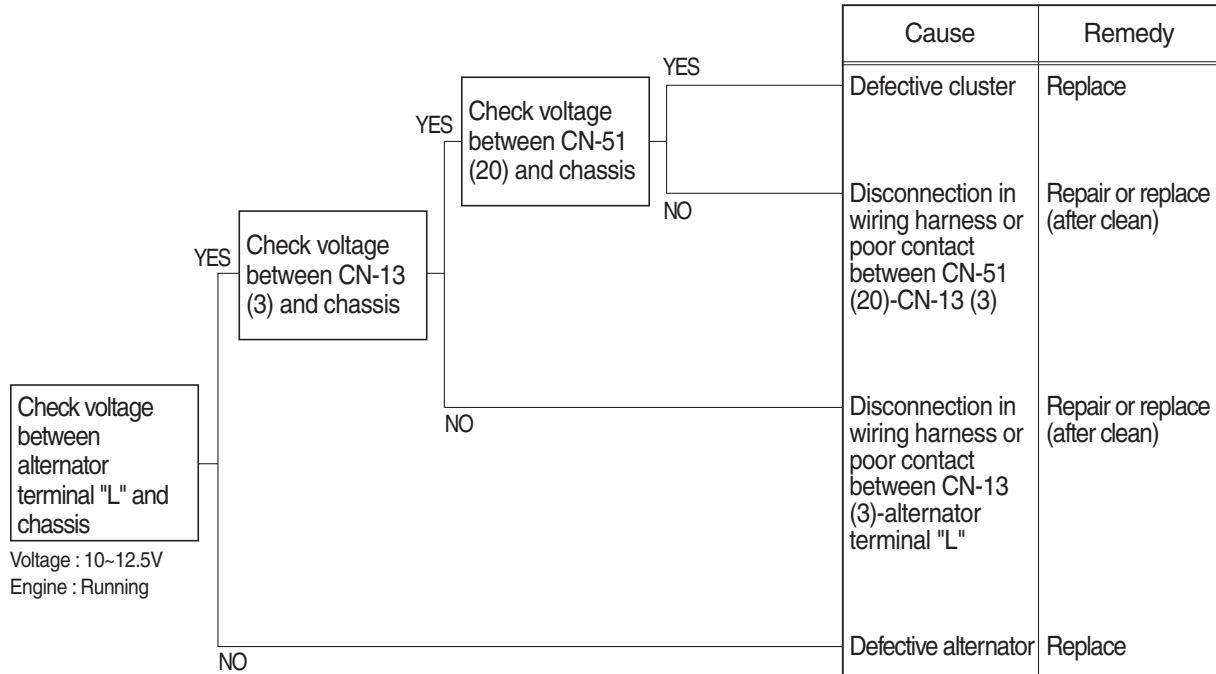 Cause
Remedy
YES
Defective cluster
Replace
Check voltage
between CN-51
(20) and chassis
YES
NO
Disconnection in
wiring harness or
poor contact
between CN-51
(20)-CN-13 (3)
Repair or replace
(after clean)
Check voltage
between CN-13
(3) and chassis
YES
NO
Disconnection in
wiring harness or
poor contact
between CN-13
(3)-alternator
terminal "L"
Repair or replace
(after clean)
Check voltage
between
alternator
terminal "L" and
chassis
Voltage : 10~12.5V
Engine : Running
NO
Defective alternator
Replace